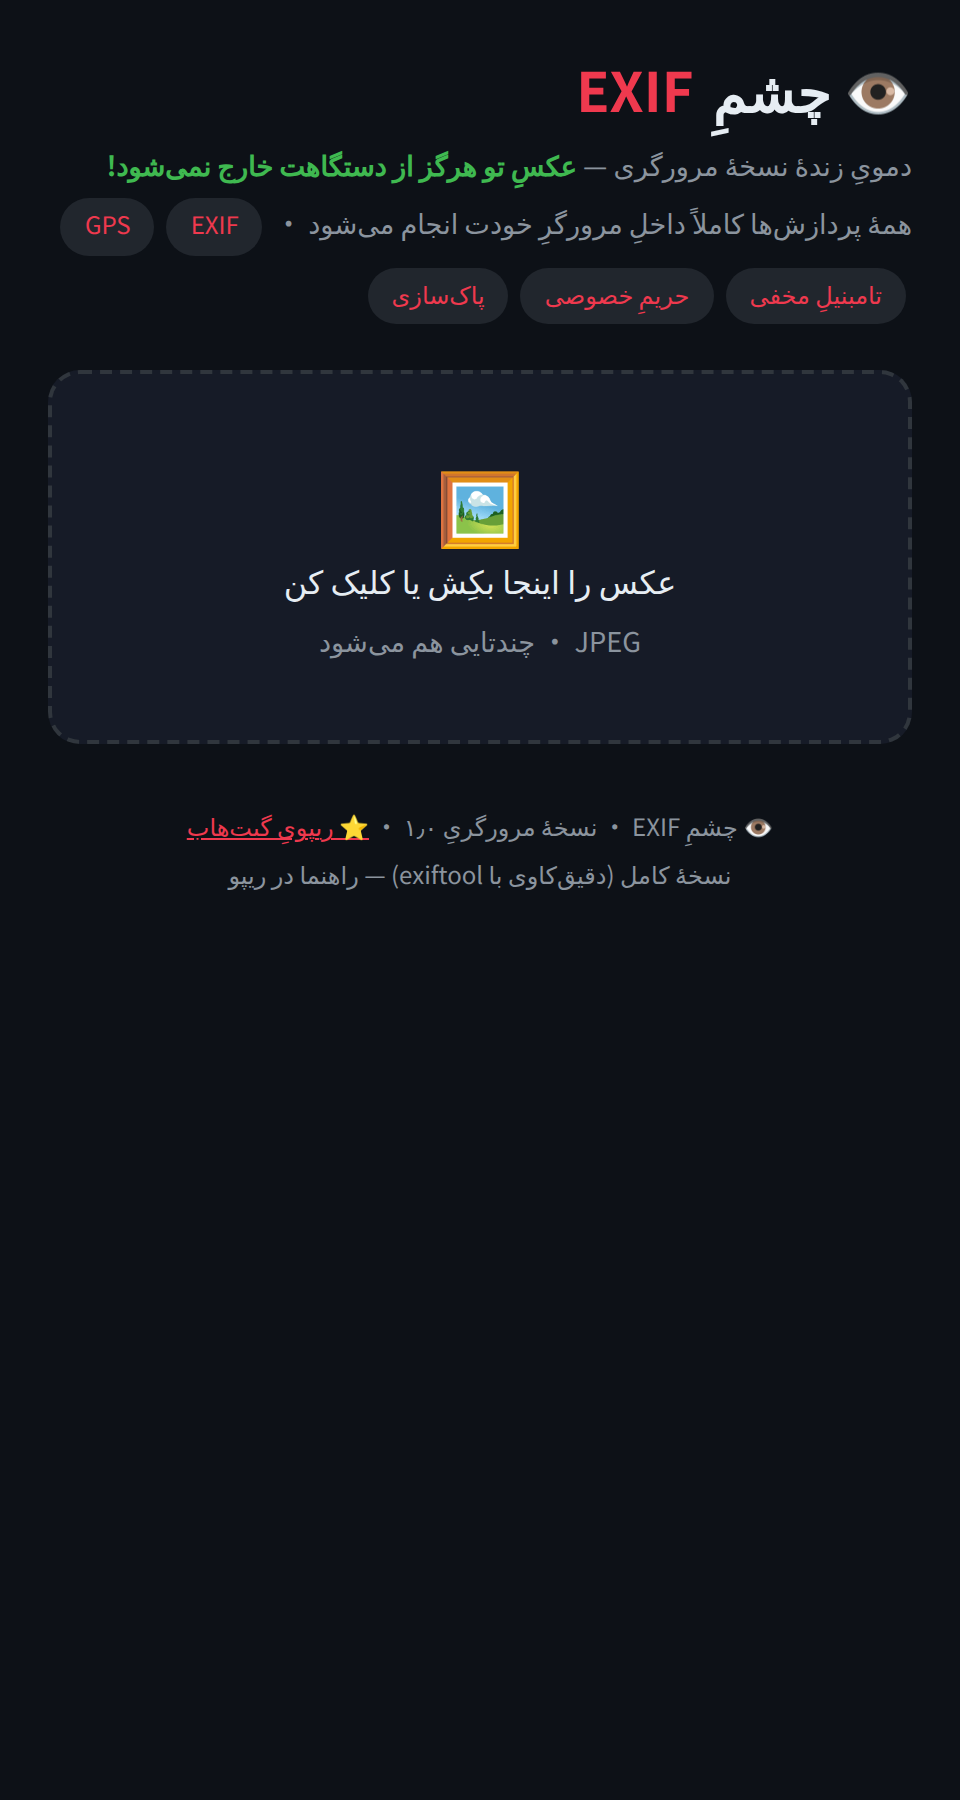 👁️ چشمِ EXIF
دمویِ زندهٔ نسخهٔ مرورگری — عکسِ تو هرگز از دستگاهت خارج نمی‌شود!
همهٔ پردازش‌ها کاملاً داخلِ مرورگرِ خودت انجام می‌شود • EXIF GPS
تامبنیلِ مخفی حریمِ خصوصی پاک‌سازی
عکس را اینجا بکِش یا کلیک کن
JPEG • چندتایی هم می‌شود
👁️ چشمِ EXIF • نسخهٔ مرورگریِ ۱٫۰ • ⭐ ریپویِ گیت‌هاب
نسخهٔ کامل (دقیق‌کاوی با exiftool) — راهنما در ریپو